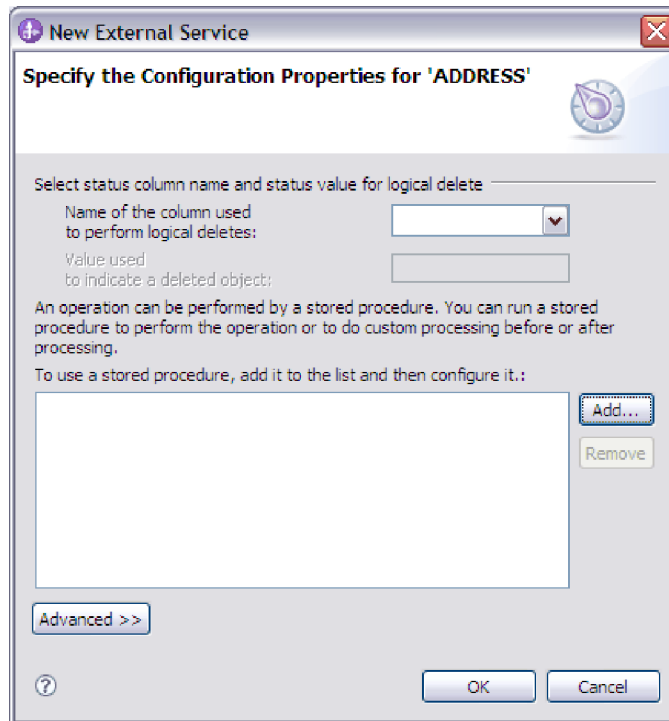 New External Service
Specify the Configuration Properties for 'ADDRESS'
Select status column name and status value for logical delete
Name of the column used
to perform logical deletes:
Value used
to indicate a deleted object:
An operation can be performed by a stored procedure. You can run a stored
procedure to perform the operation or to do custom processing before or after
processing.
To use a stored procedure, add it to the list and then configure it.:
Add...
Remove
Advanced >>
?
OK
Cancel